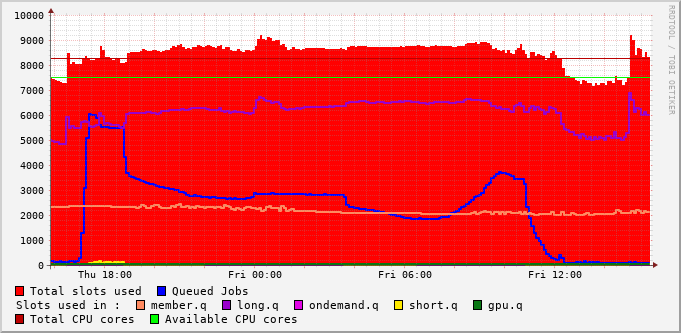 10000
9000
8000
7000
6000
5000
4000
3000
2000
1000
0
Thu 18:00 Fri 00:00 Fri 06:00 Fri 12:00
RRDTOOL / TOBI OETIKER
Total slots used Queued Jobs
Slots used in : member.q long.q ondemand.q short.q gpu.q
Total CPU cores Available CPU cores